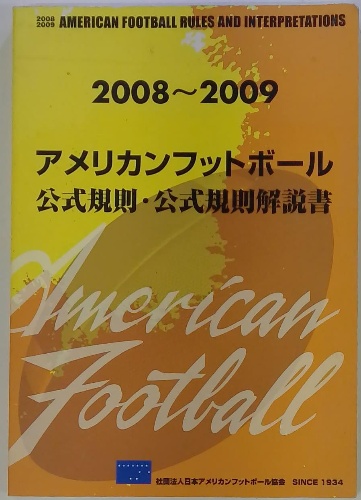 2008
2009 AMERICAN FOOTBALL RULES AND INTERPRETATIONS
2008～2009
アメリカンフットボール
公式規則・公式規則解説書
American
Football
社団法人日本アメリカンフットボール協会 SINCE 1934